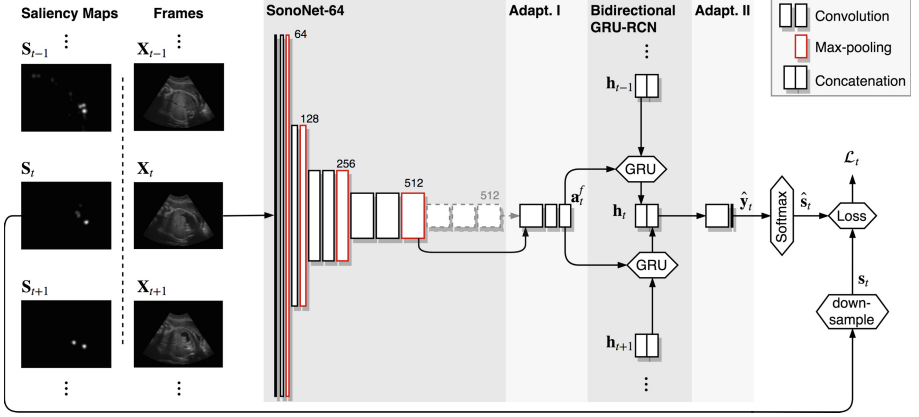 Saliency Maps
Frames
SonoNet-64
Adapt. I
Bidirectional
GRU-RCN
Adapt. II
Convolution
Max-pooling
Concatenation
⋮
⋮
⋮
S_{t−1}
X_{t−1}
64
128
256
512
512
h_{t−1}
GRU
a_t^f
S_t
X_t
h_t
ŷ_t
Softmax
ŝ_t
ℒ_t
Loss
GRU
s_t
S_{t+1}
X_{t+1}
down-
sample
h_{t+1}
⋮
⋮
⋮